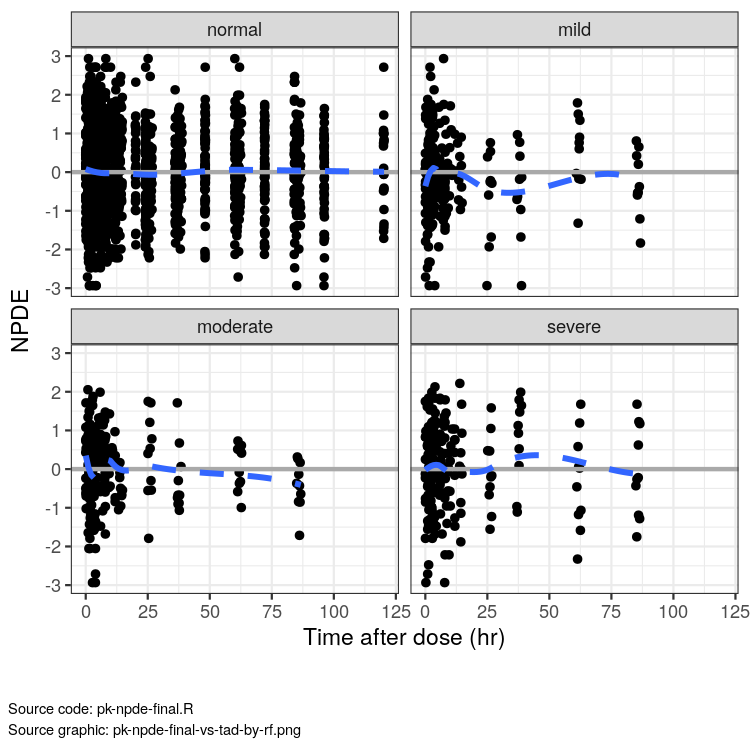 normal mild
3
2
1
0
-1
-2
-3
NPDE
moderate severe
3
2
1
0
-1
-2
-3
0 25 50 75 100 125 0 25 50 75 100 125
Time after dose (hr)
Source code: pk-npde-final.R
Source graphic: pk-npde-final-vs-tad-by-rf.png